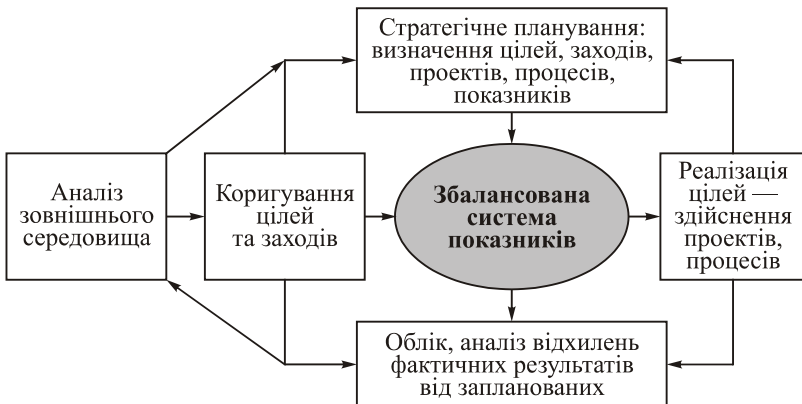 Стратегічне планування:
визначення цілей, заходів,
проектів, процесів,
показників
Аналіз
зовнішнього
середовища
Коригування
цілей
та заходів
Збалансована
система
показників
Реалізація
цілей —
здійснення
проектів,
процесів
Облік, аналіз відхилень
фактичних результатів
від запланованих